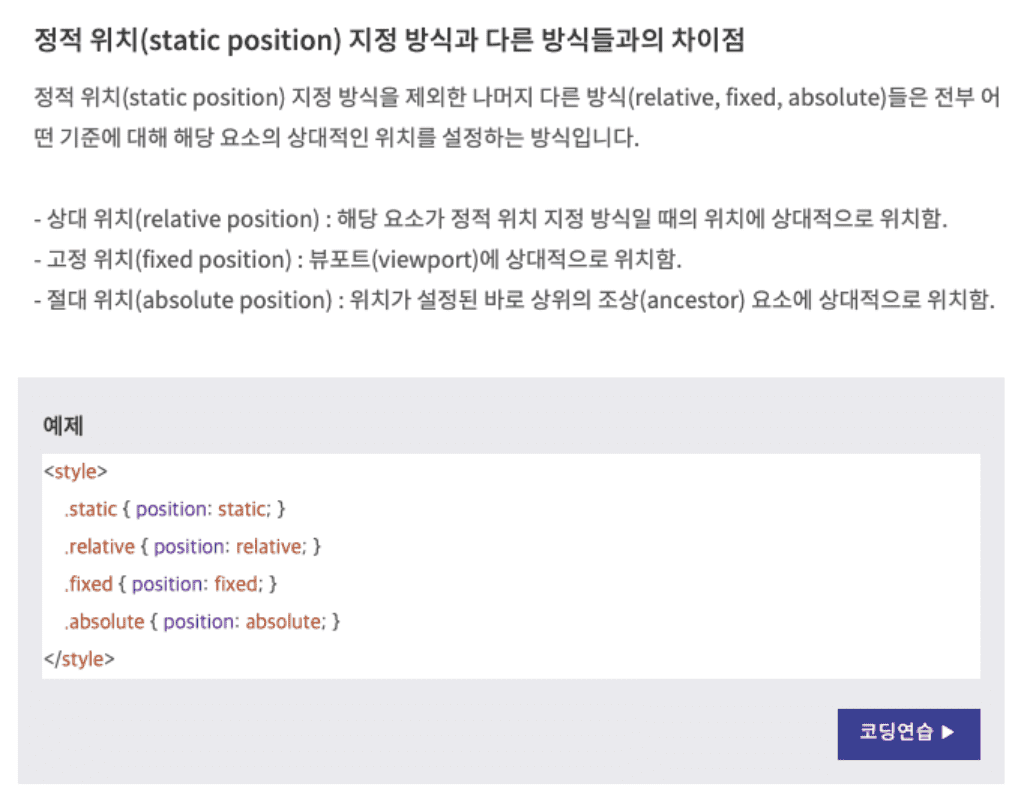 정적 위치(static position) 지정 방식과 다른 방식들과의 차이점
정적 위치(static position) 지정 방식을 제외한 나머지 다른 방식(relative, fixed, absolute)들은 전부 어
떤 기준에 대해 해당 요소의 상대적인 위치를 설정하는 방식입니다.
- 상대 위치(relative position) : 해당 요소가 정적 위치 지정 방식일 때의 위치에 상대적으로 위치함.
- 고정 위치(fixed position) : 뷰포트(viewport)에 상대적으로 위치함.
- 절대 위치(absolute position) : 위치가 설정된 바로 상위의 조상(ancestor) 요소에 상대적으로 위치함.
예제
<style>
.static { position: static; }
.relative { position: relative; }
.fixed { position: fixed; }
.absolute { position: absolute; }
</style>
코딩연습 ▶